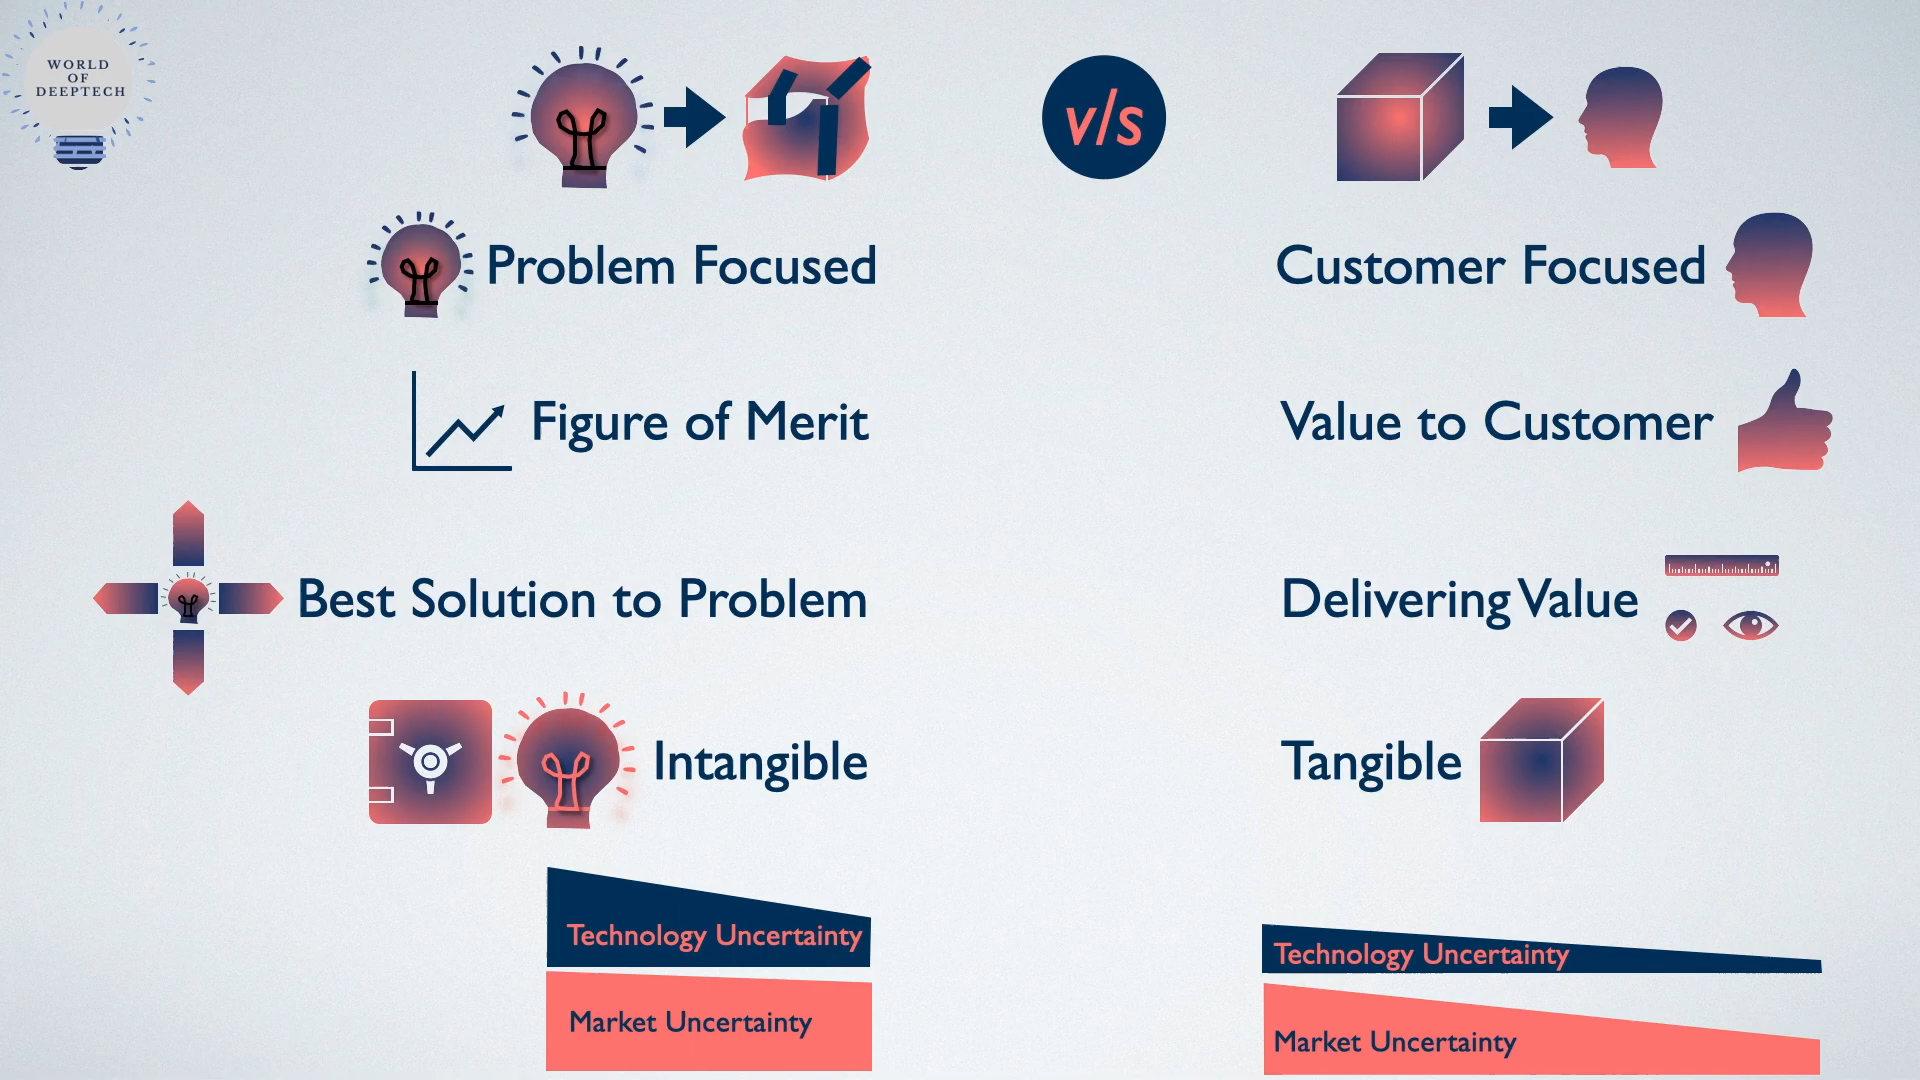 WORLD
OF
DEEPTECH
v/s
Problem Focused
Customer Focused
Figure of Merit
Value to Customer
Best Solution to Problem
Delivering Value
Intangible
Tangible
Technology Uncertainty
Technology Uncertainty
Market Uncertainty
Market Uncertainty